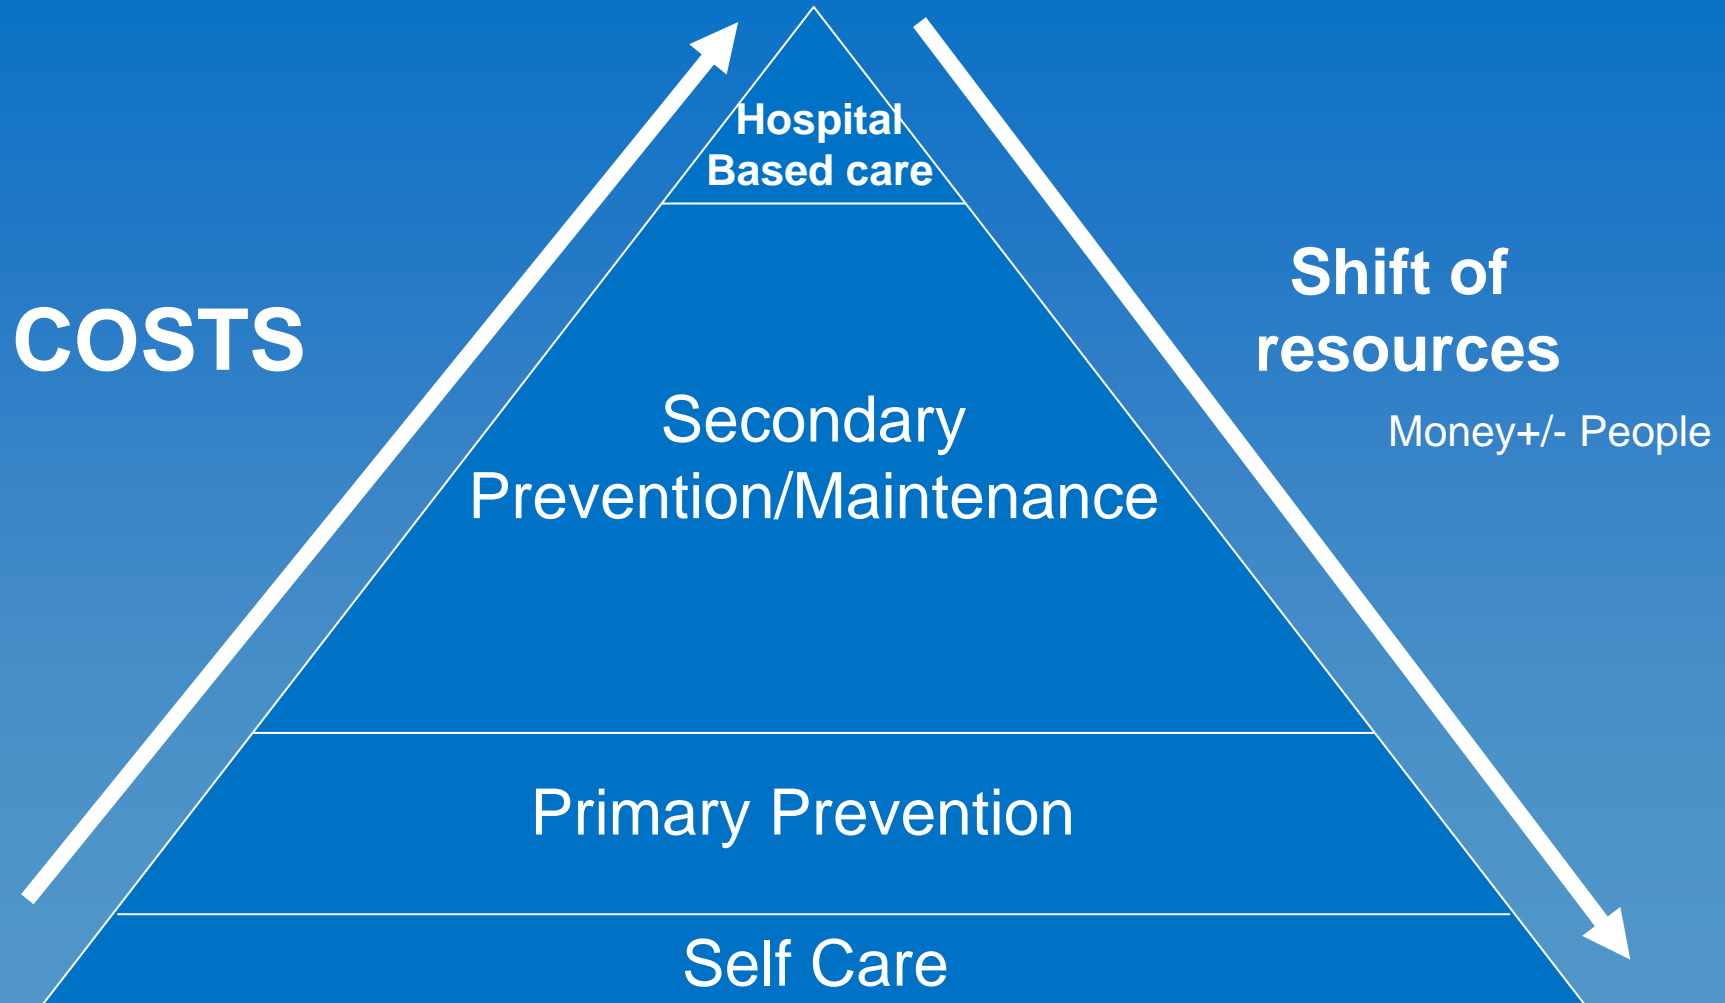 Hospital
Based care
COSTS
Shift of
resources
Money+/- People
Secondary
Prevention/Maintenance
Primary Prevention
Self Care